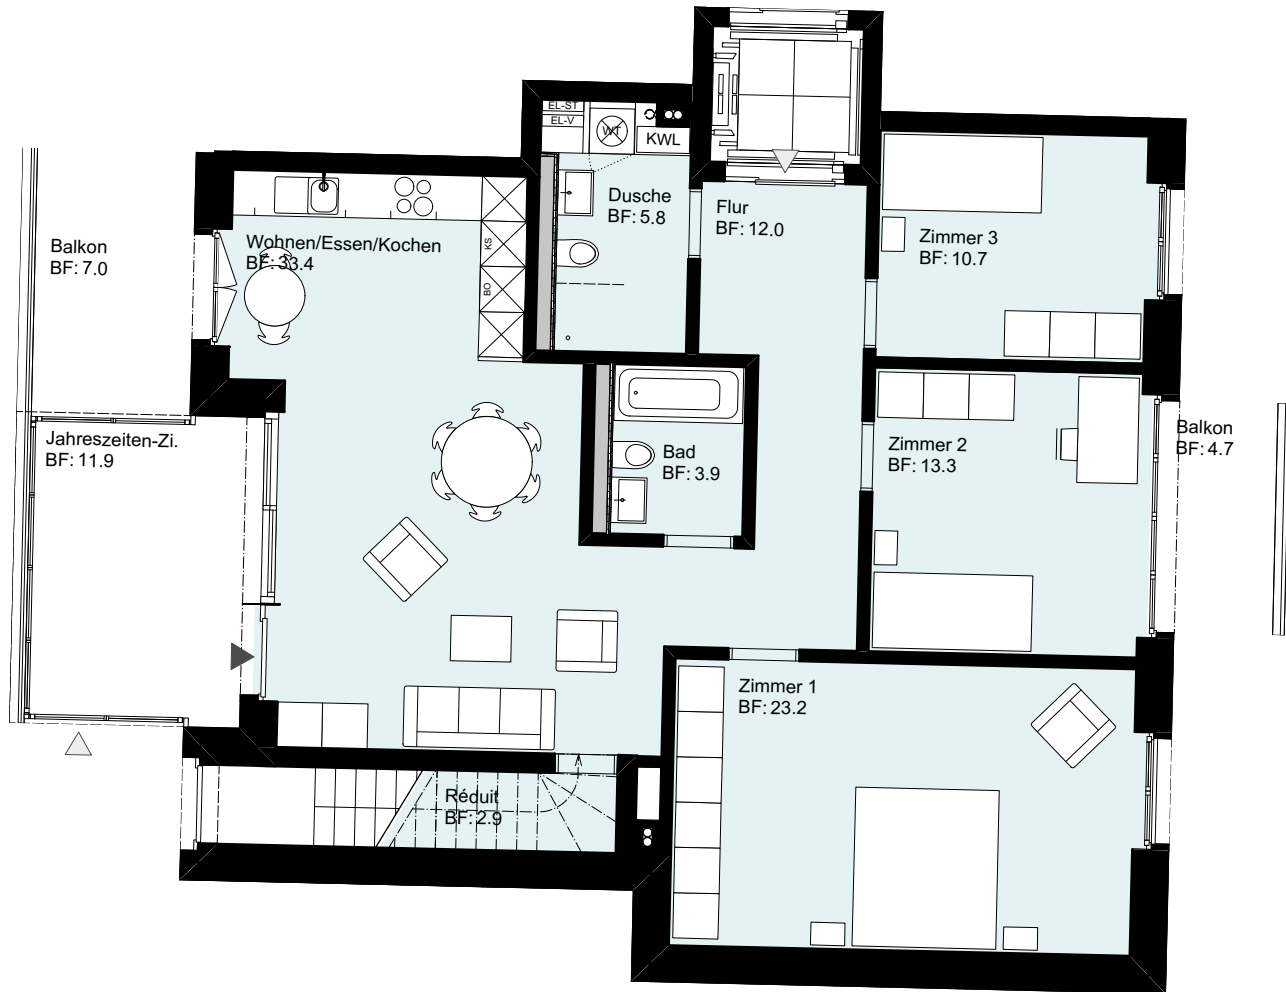 EL-ST
EL-V
WT
KWL
Dusche
BF: 5.8
Flur
BF: 12.0
Zimmer 3
BF: 10.7
Balkon
BF: 7.0
Wohnen/Essen/Kochen
BF: 33.4
KS
BO
Jahreszeiten-Zi.
BF: 11.9
Bad
BF: 3.9
Zimmer 2
BF: 13.3
Balkon
BF: 4.7
Zimmer 1
BF: 23.2
Réduit
BF: 2.9